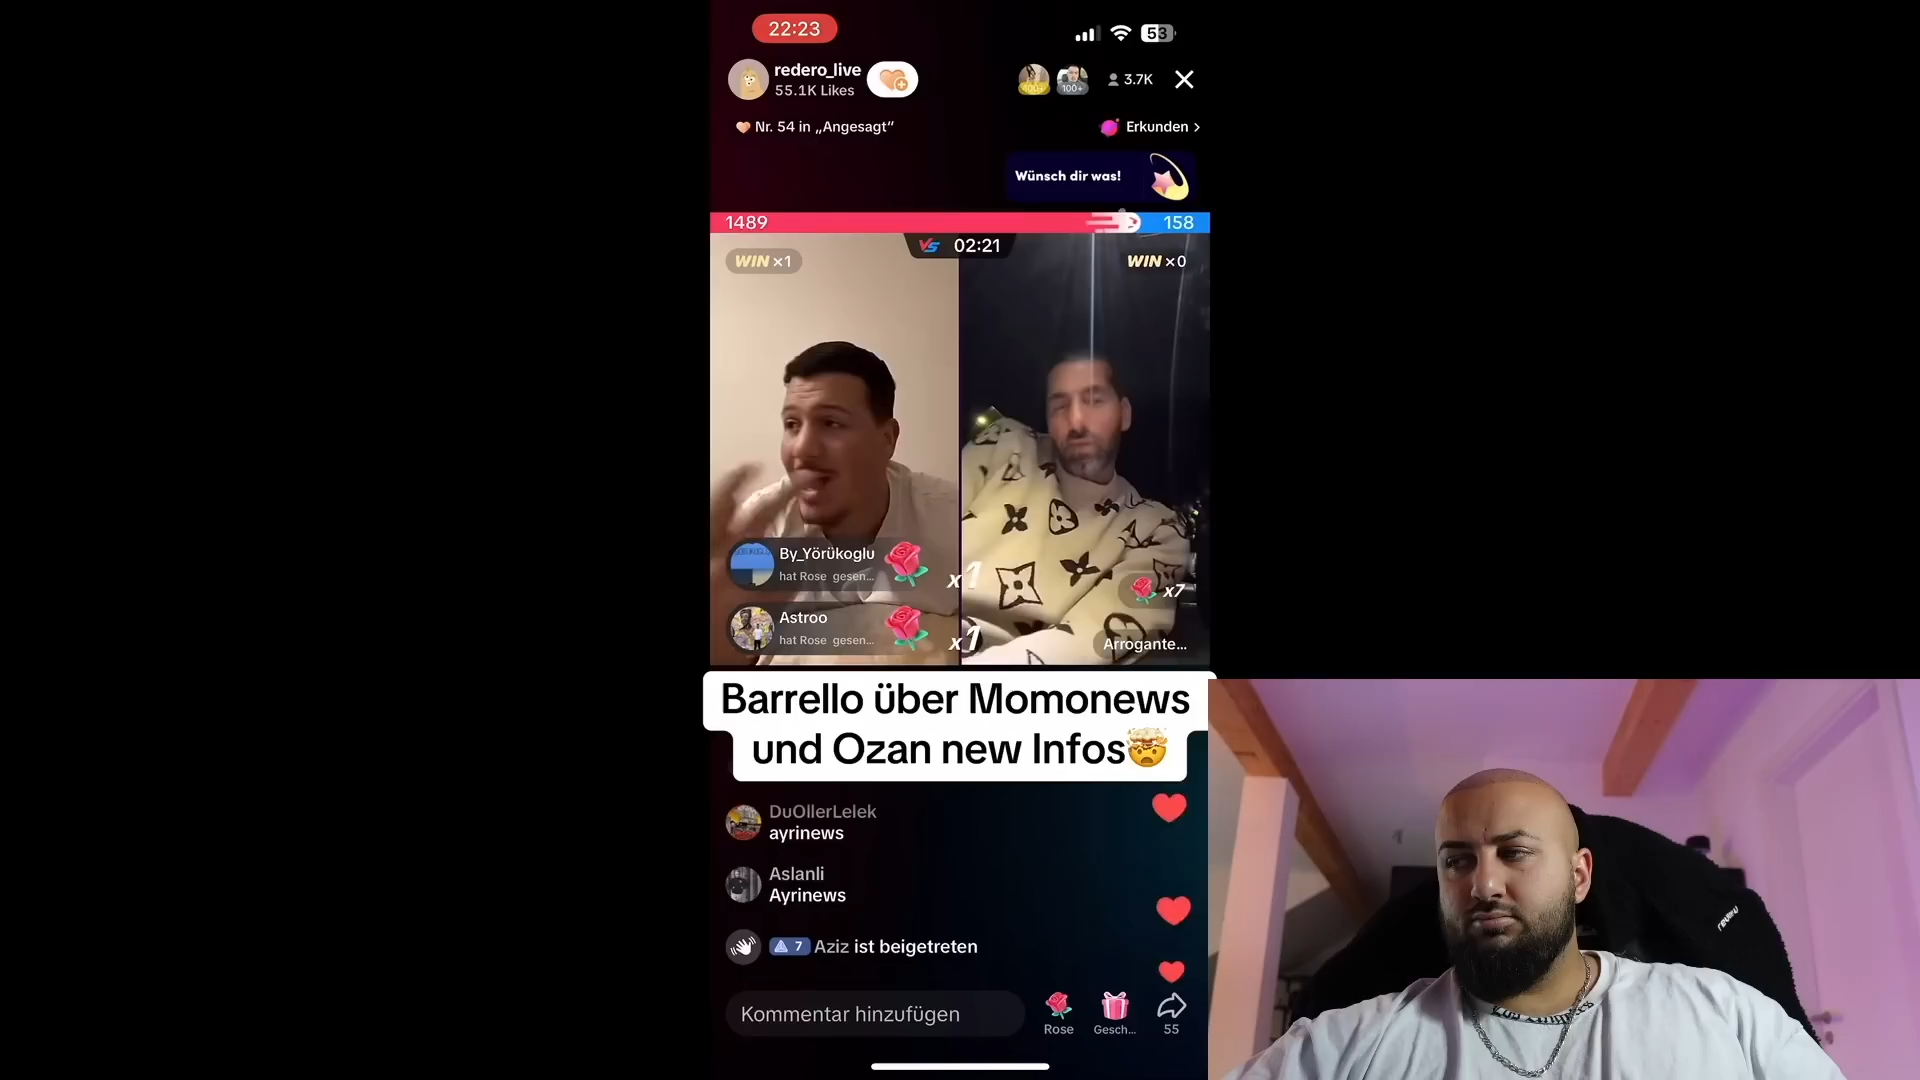 22:23
53
redero_live
55.1K Likes
400+
100+
3.7K
Nr. 54 in „Angesagt“
Erkunden >
Wünsch dir was!
1489
158
VS 02:21
WIN x1
WIN x0
By_Yörükoglu
hat Rose gesen...
x1
Astroo
hat Rose gesen...
x1
x7
Arrogante...
Barrello über Momonews
und Ozan new Infos🤯
DuOllerLelek
ayrinews
Aslanli
Ayrinews
7 Aziz ist beigetreten
Kommentar hinzufügen
Rose
Gesch...
55